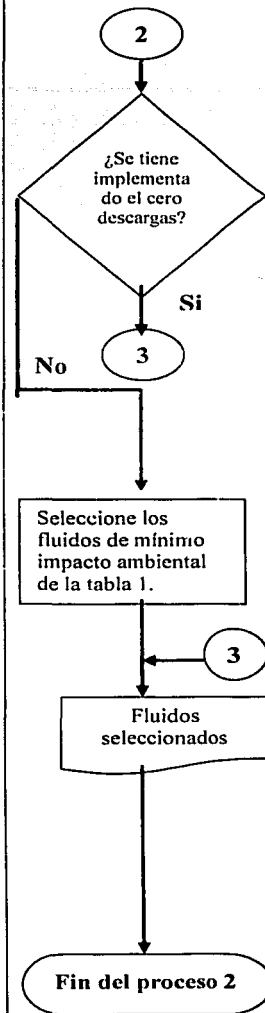 2
¿Se tiene
implementa
do el cero
descargas?
Si
3
No
Seleccione los
fluidos de mínimo
impacto ambiental
de la tabla 1.
3
Fluidos
seleccionados
Fin del proceso 2